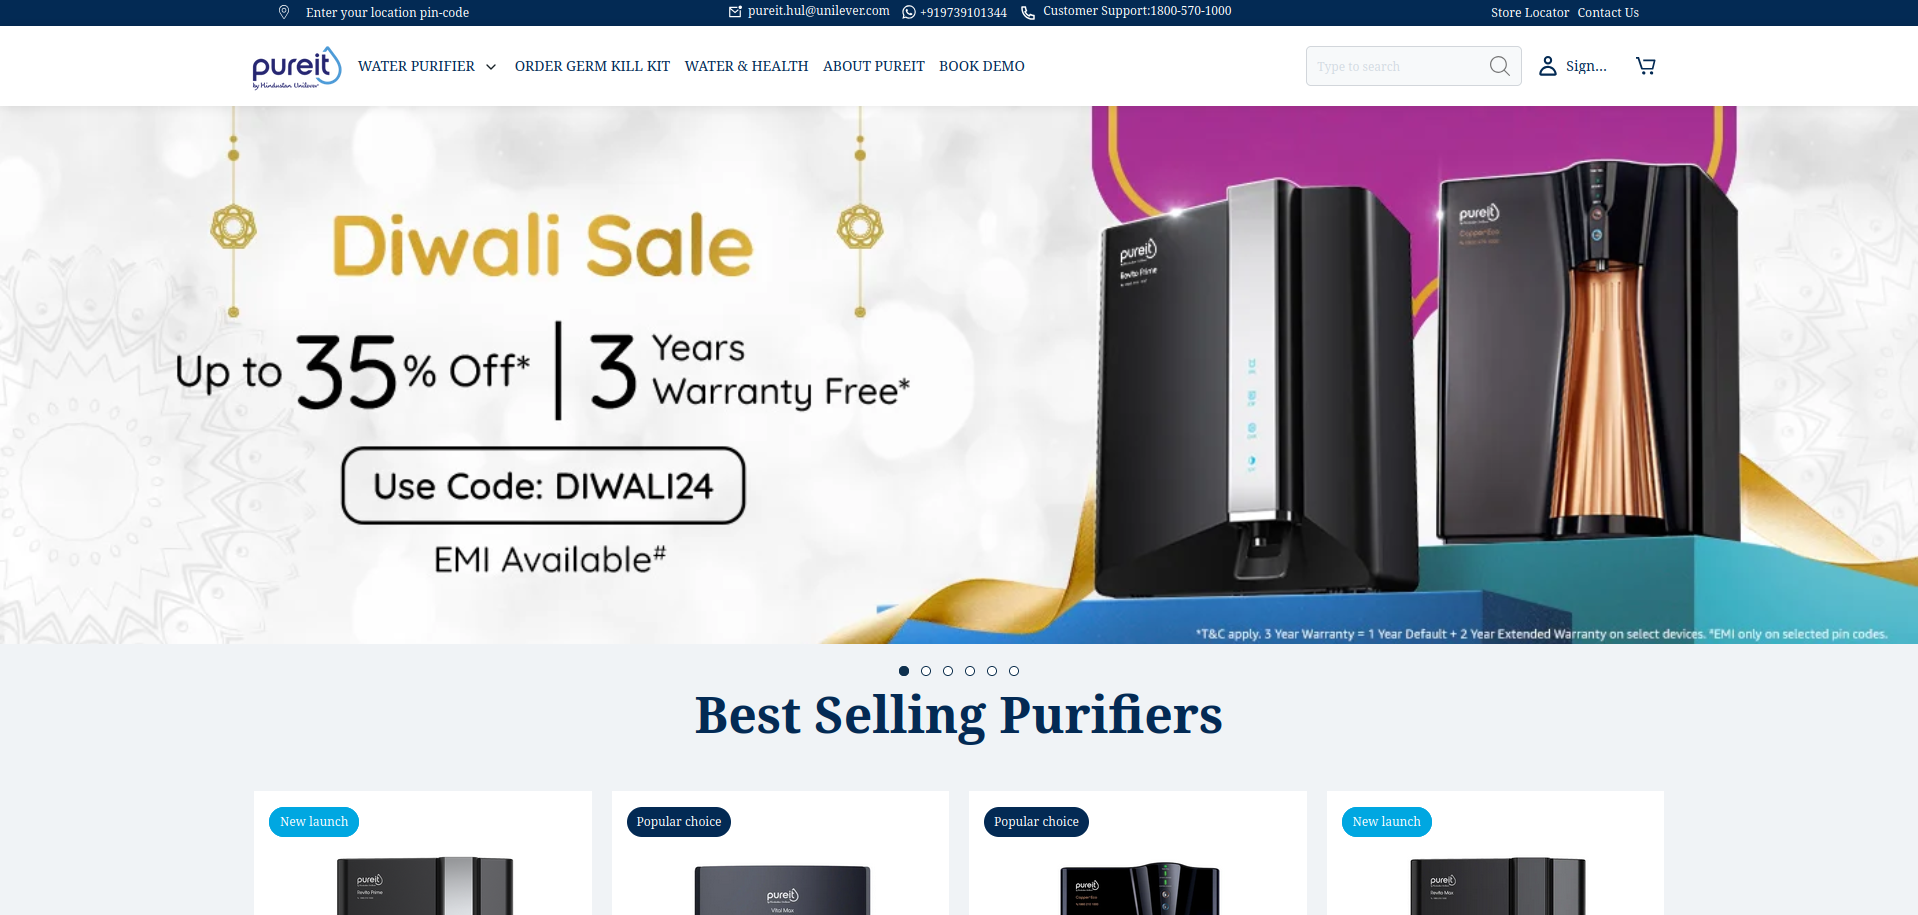 Enter your location pin-code
pureit.hul@unilever.com
+919739101344
Customer Support:1800-570-1000
Store Locator
Contact Us
pureit
by Hindustan Unilever
WATER PURIFIER
ORDER GERM KILL KIT
WATER & HEALTH
ABOUT PUREIT
BOOK DEMO
Type to search
Sign...
Diwali Sale
Up to 35% Off* | 3 Years
Warranty Free*
Use Code: DIWALI24
EMI Available#
pureit
Revito Prime
pureit
Copper Eco
*T&C apply. 3 Year Warranty = 1 Year Default + 2 Year Extended Warranty on select devices. #EMI only on selected pin codes.
Best Selling Purifiers
New launch
Popular choice
Popular choice
New launch
pureit
Revito Prime
pureit
Vital Max
pureit
Copper Eco
pureit
Revito Max